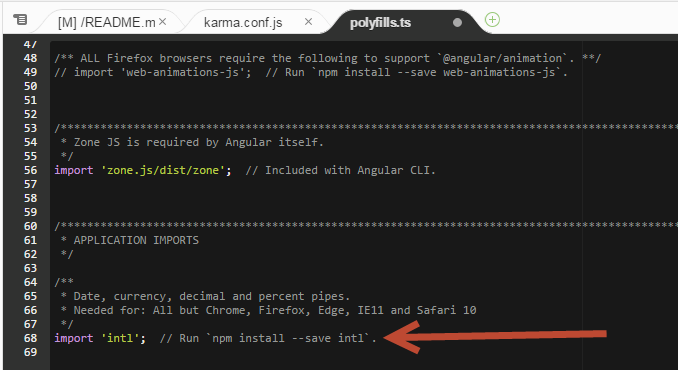 [M] /README.m × karma.conf.js × polyfills.ts
47
48 /** ALL Firefox browsers require the following to support `@angular/animation`. **/
49 // import 'web-animations-js';  // Run `npm install --save web-animations-js`.
50
51
52
53 /***************************************************************************************************
54  * Zone JS is required by Angular itself.
55  */
56 import 'zone.js/dist/zone';  // Included with Angular CLI.
57
58
59
60 /***************************************************************************************************
61  * APPLICATION IMPORTS
62  */
63
64 /**
65  * Date, currency, decimal and percent pipes.
66  * Needed for: All but Chrome, Firefox, Edge, IE11 and Safari 10
67  */
68 import 'intl';  // Run `npm install --save intl`.
69